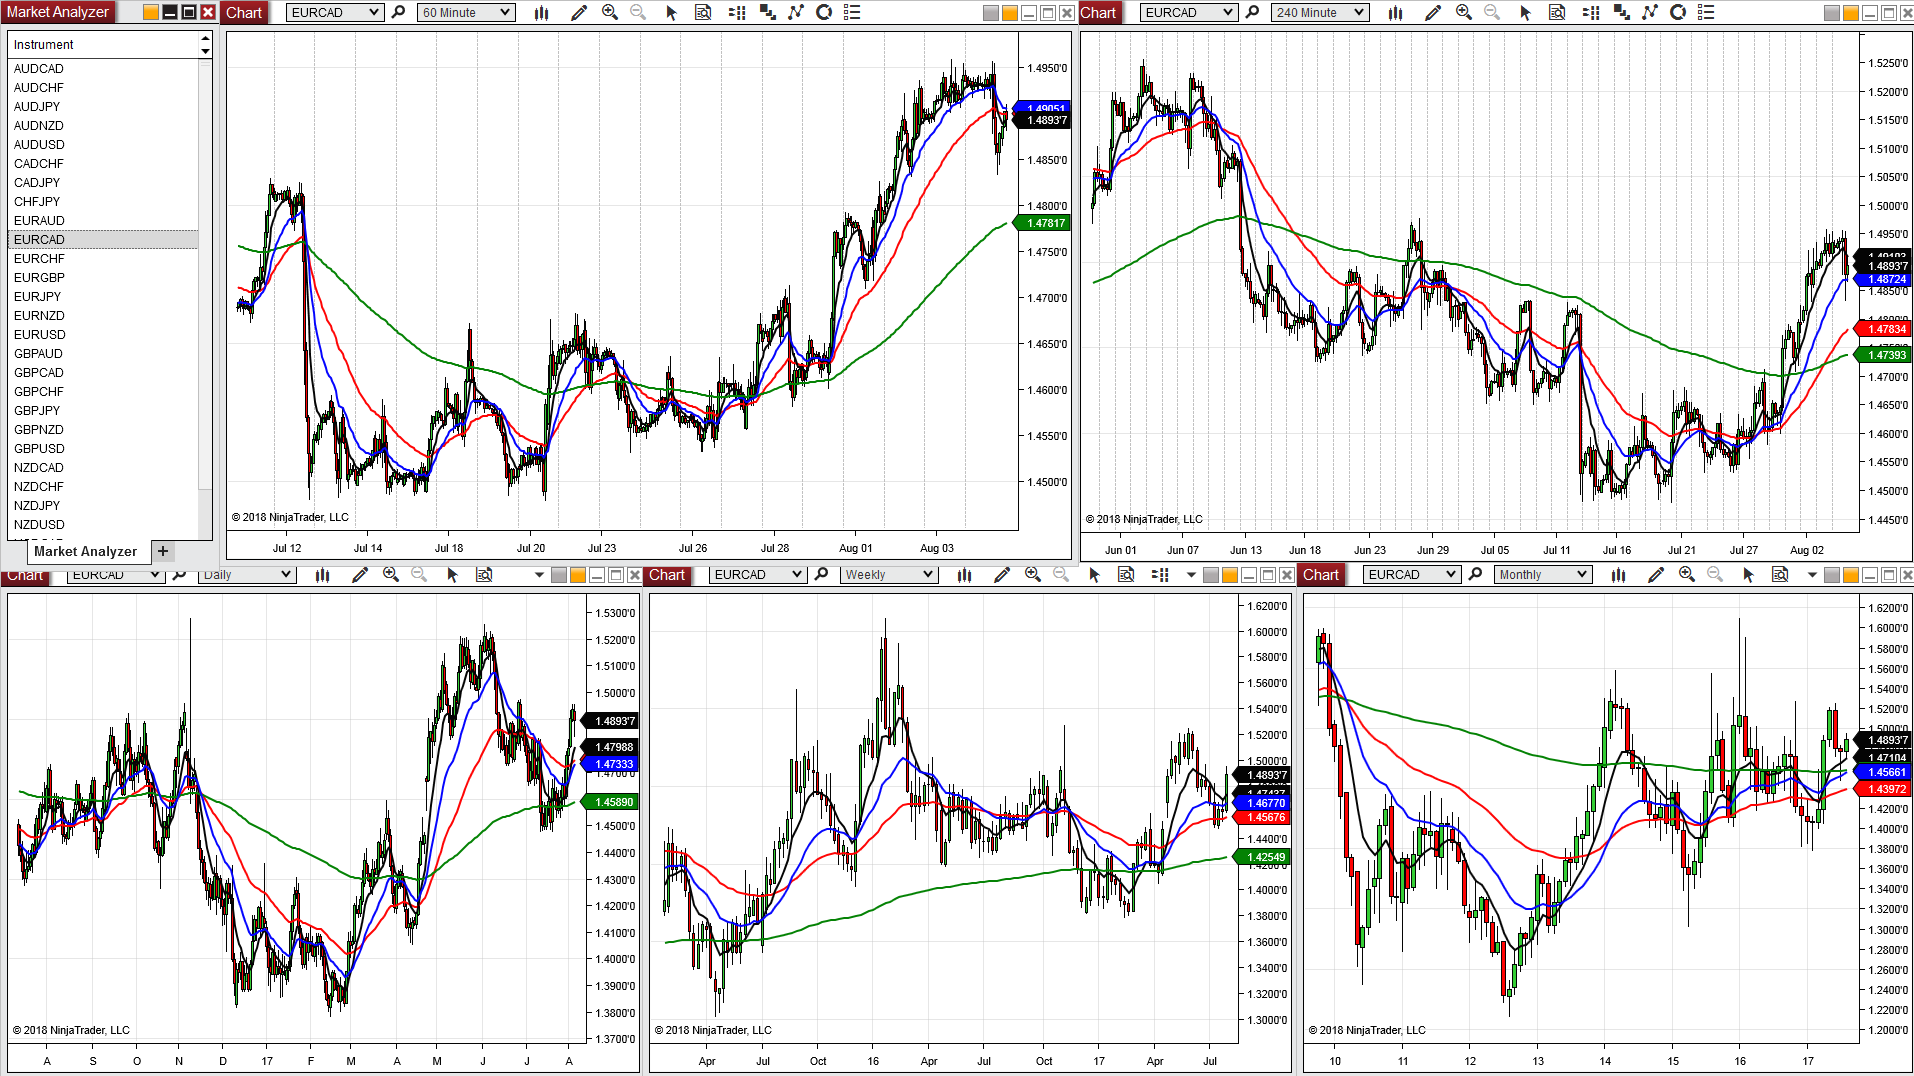 Market Analyzer
Instrument
AUDCAD
AUDCHF
AUDJPY
AUDNZD
AUDUSD
CADCHF
CADJPY
CHFJPY
EURAUD
EURCAD
EURCHF
EURGBP
EURJPY
EURNZD
EURUSD
GBPAUD
GBPCAD
GBPCHF
GBPJPY
GBPNZD
GBPUSD
NZDCAD
NZDCHF
NZDJPY
NZDUSD
Market Analyzer +
Chart EURCAD 60 Minute
1.4950'0
1.49051
1.4893'7
1.4850'0
1.4800'0
1.47817
1.4750'0
1.4700'0
1.4650'0
1.4600'0
1.4550'0
1.4500'0
© 2018 NinjaTrader, LLC
Jul 12 Jul 14 Jul 18 Jul 20 Jul 23 Jul 26 Jul 28 Aug 01 Aug 03
Chart EURCAD 240 Minute
1.5250'0
1.5200'0
1.5150'0
1.5100'0
1.5050'0
1.5000'0
1.4950'0
1.4893'7
1.48724
1.4850'0
1.47834
1.47393
1.4700'0
1.4650'0
1.4600'0
1.4550'0
1.4500'0
1.4450'0
© 2018 NinjaTrader, LLC
Jun 01 Jun 07 Jun 13 Jun 18 Jun 23 Jun 29 Jul 05 Jul 11 Jul 16 Jul 21 Jul 27 Aug 02
Chart EURCAD Daily
1.5300'0
1.5200'0
1.5100'0
1.5000'0
1.4893'7
1.47988
1.47333
1.4700'0
1.45890
1.4500'0
1.4400'0
1.4300'0
1.4200'0
1.4100'0
1.4000'0
1.3900'0
1.3800'0
1.3700'0
© 2018 NinjaTrader, LLC
A S O N D 17 F M A M J J A
Chart EURCAD Weekly
1.6200'0
1.6000'0
1.5800'0
1.5600'0
1.5400'0
1.5200'0
1.5000'0
1.4893'7
1.46770
1.45676
1.4400'0
1.42549
1.4200'0
1.4000'0
1.3800'0
1.3600'0
1.3400'0
1.3200'0
1.3000'0
© 2018 NinjaTrader, LLC
Apr Jul Oct 16 Apr Jul Oct 17 Apr Jul
Chart EURCAD Monthly
1.6200'0
1.6000'0
1.5800'0
1.5600'0
1.5400'0
1.5200'0
1.5000'0
1.4893'7
1.47104
1.45661
1.43972
1.4200'0
1.4000'0
1.3800'0
1.3600'0
1.3400'0
1.3200'0
1.3000'0
1.2800'0
1.2600'0
1.2400'0
1.2200'0
1.2000'0
© 2018 NinjaTrader, LLC
10 11 12 13 14 15 16 17